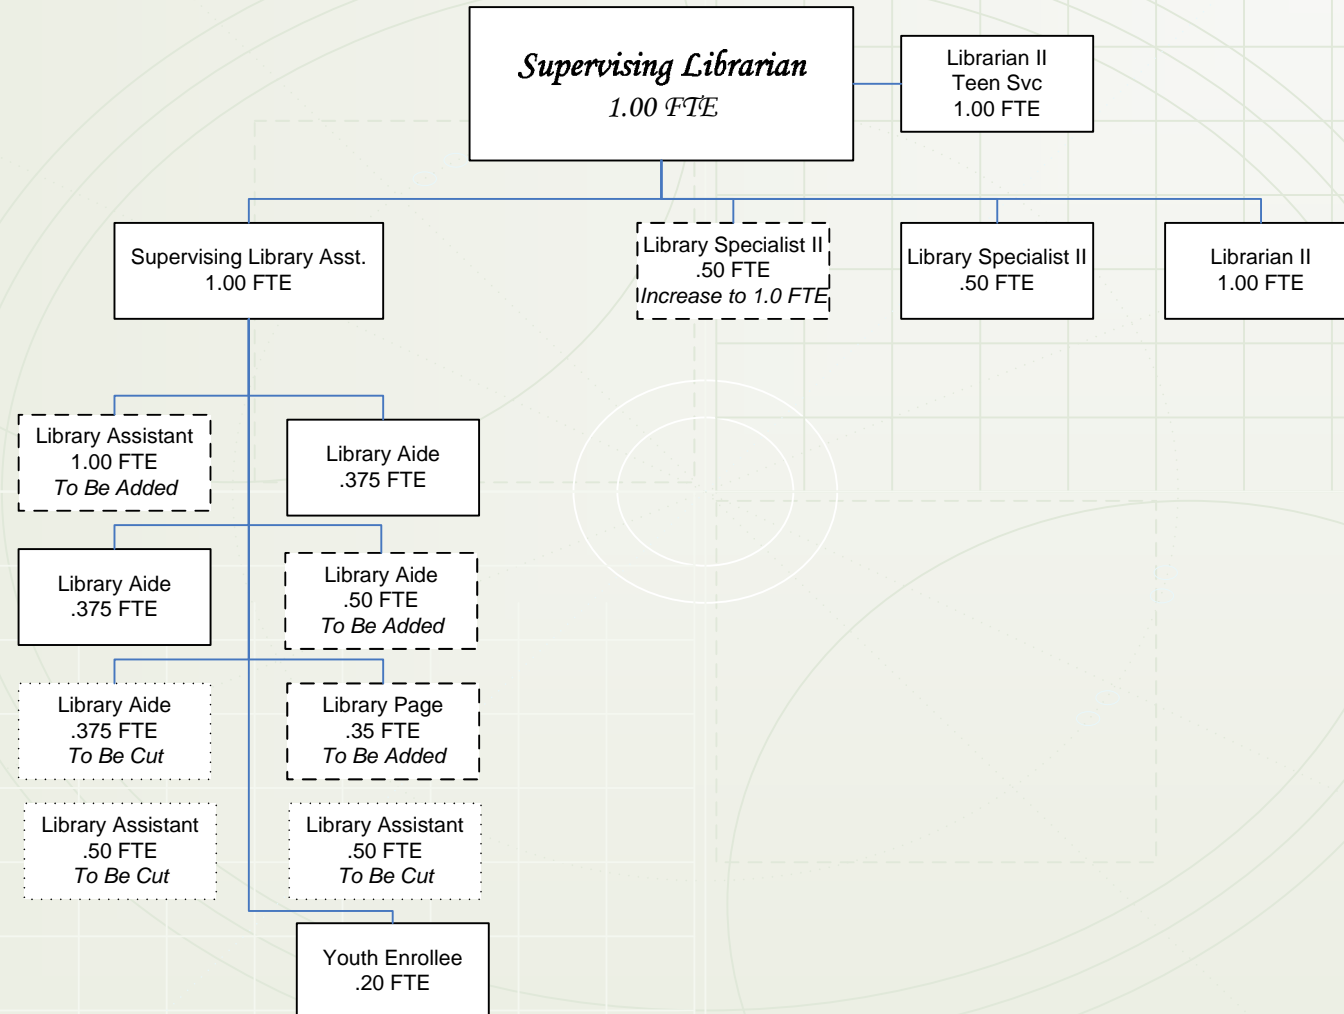 Supervising Librarian
1.00 FTE
Librarian II
Teen Svc
1.00 FTE
Supervising Library Asst.
1.00 FTE
Library Specialist II
.50 FTE
Increase to 1.0 FTE
Library Specialist II
.50 FTE
Librarian II
1.00 FTE
Library Assistant
1.00 FTE
To Be Added
Library Aide
.375 FTE
Library Aide
.375 FTE
Library Aide
.50 FTE
To Be Added
Library Aide
.375 FTE
To Be Cut
Library Page
.35 FTE
To Be Added
Library Assistant
.50 FTE
To Be Cut
Library Assistant
.50 FTE
To Be Cut
Youth Enrollee
.20 FTE